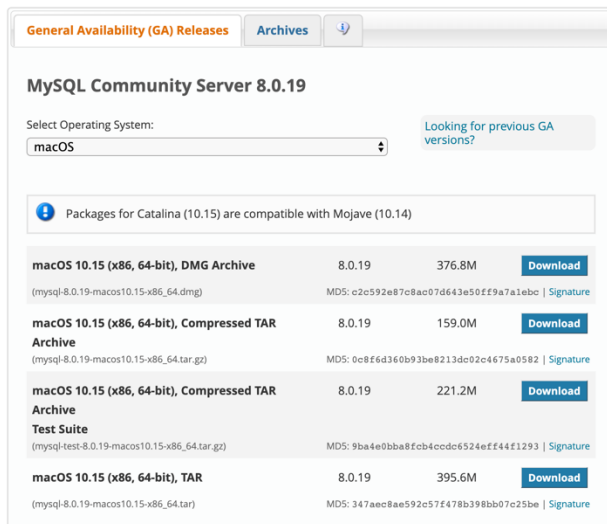 General Availability (GA) Releases
Archives
MySQL Community Server 8.0.19
Select Operating System:
macOS
Looking for previous GA
versions?
Packages for Catalina (10.15) are compatible with Mojave (10.14)
macOS 10.15 (x86, 64-bit), DMG Archive 8.0.19 376.8M Download
(mysql-8.0.19-macos10.15-x86_64.dmg) MD5: c2c592e87c8ac07d643e50ff9a7a1ebc | Signature
macOS 10.15 (x86, 64-bit), Compressed TAR 8.0.19 159.0M Download
Archive
(mysql-8.0.19-macos10.15-x86_64.tar.gz) MD5: 0c8f6d360b93be8213dc02c4675a0582 | Signature
macOS 10.15 (x86, 64-bit), Compressed TAR 8.0.19 221.2M Download
Archive
Test Suite
(mysql-test-8.0.19-macos10.15-x86_64.tar.gz) MD5: 9ba4e0bba8fcb4ccdc6524eff44f1293 | Signature
macOS 10.15 (x86, 64-bit), TAR 8.0.19 395.6M Download
(mysql-8.0.19-macos10.15-x86_64.tar) MD5: 347aec8ae592c57f478b398bb07c25be | Signature